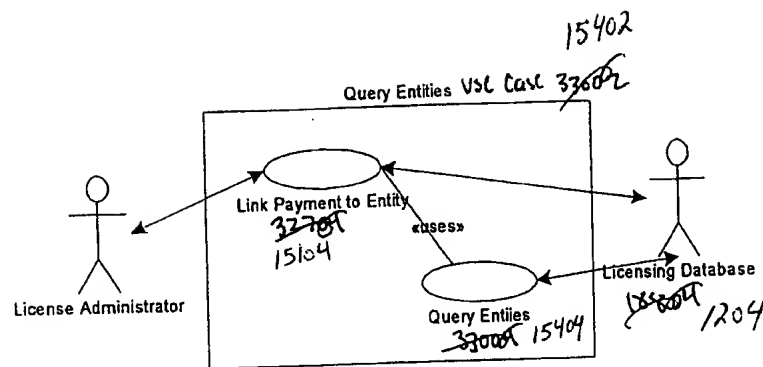 15402
Query Entities Use Case
Link Payment to Entity
15104
«uses»
License Administrator
Licensing Database
1204
Query Entiies
15404